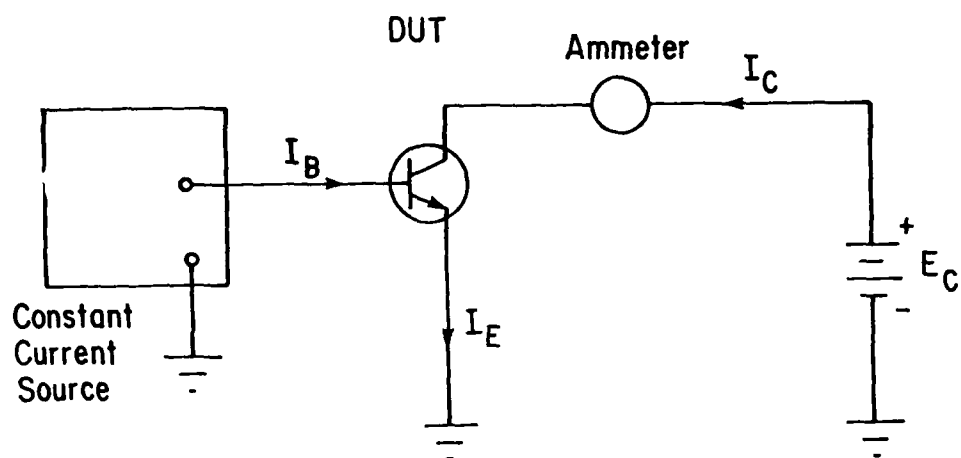 DUT
Ammeter
I_C
I_B
+
E_C
-
I_E
Constant
Current
Source